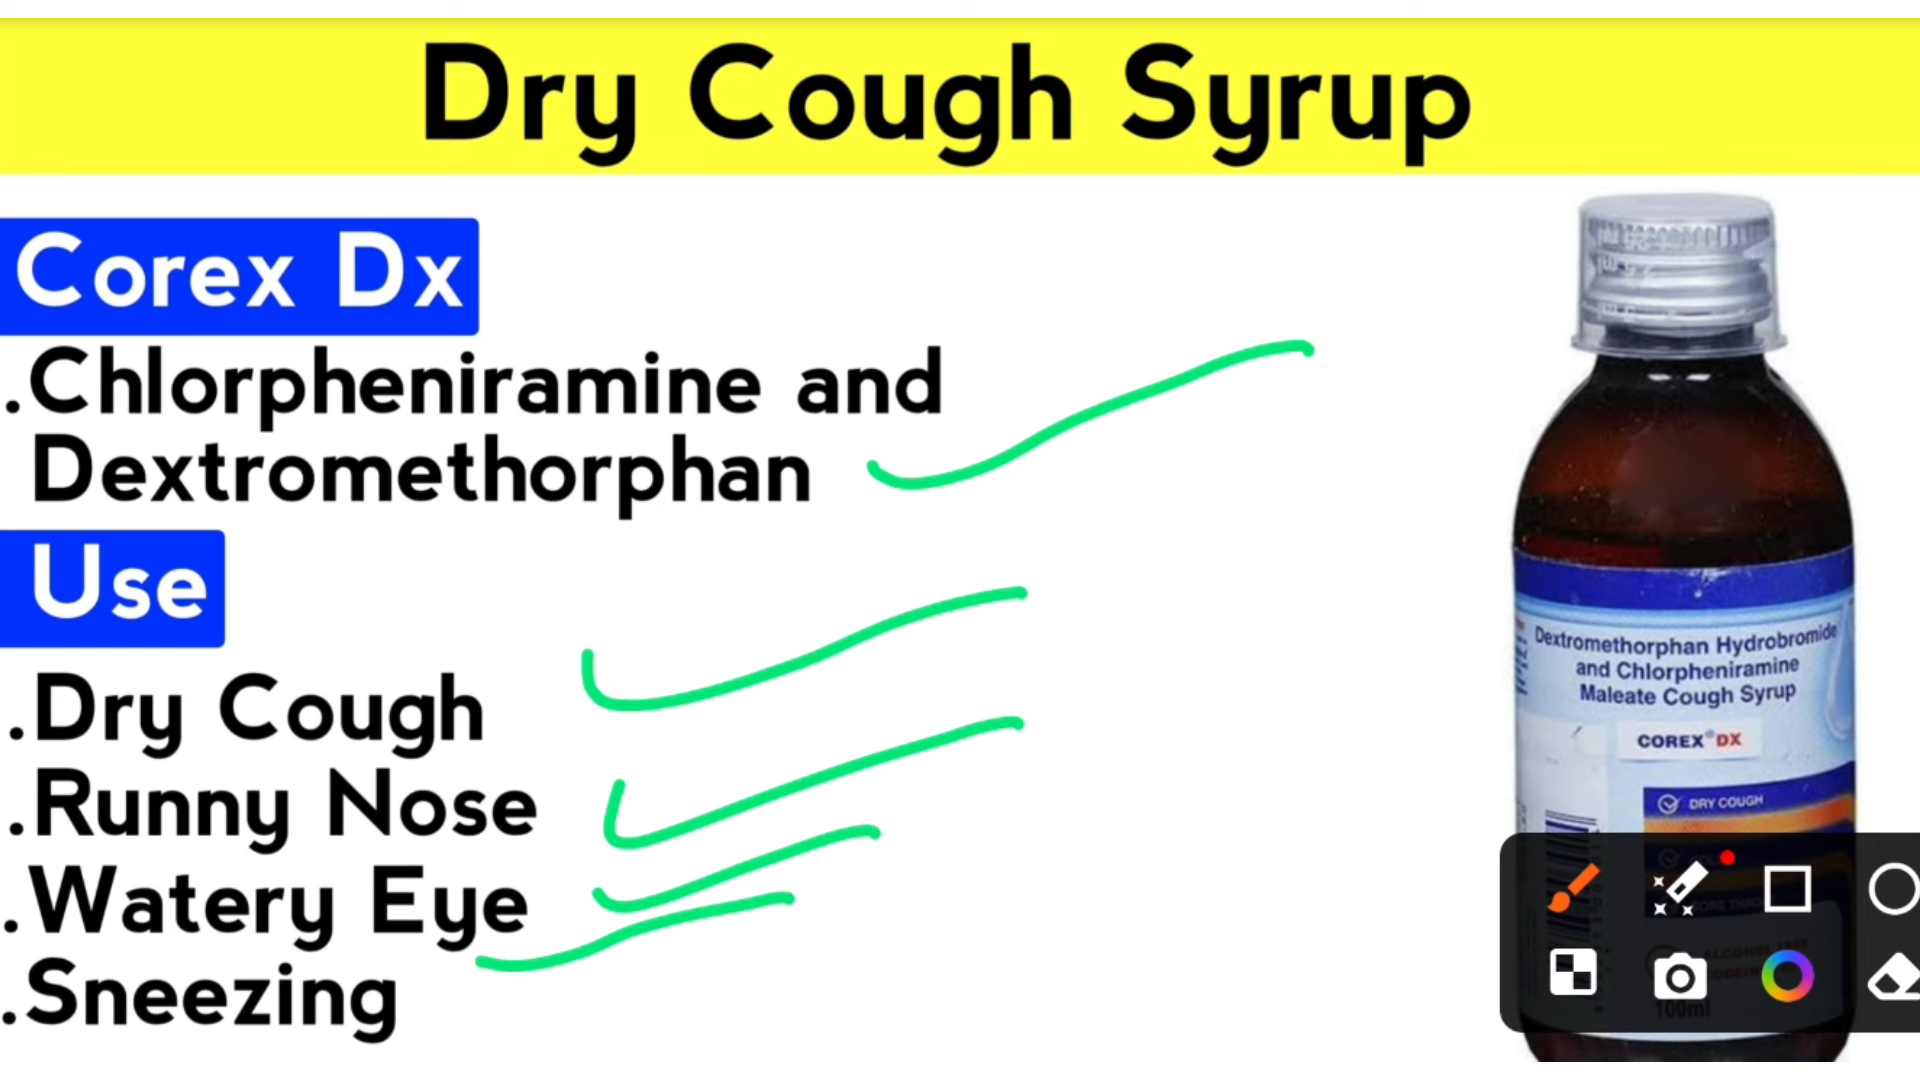 Dry Cough Syrup
Corex Dx
.Chlorpheniramine and
Dextromethorphan
Use
.Dry Cough
.Runny Nose
.Watery Eye
.Sneezing
Dextromethorphan Hydrobromide
and Chlorpheniramine
Maleate Cough Syrup
COREX® DX
DRY COUGH
100ml